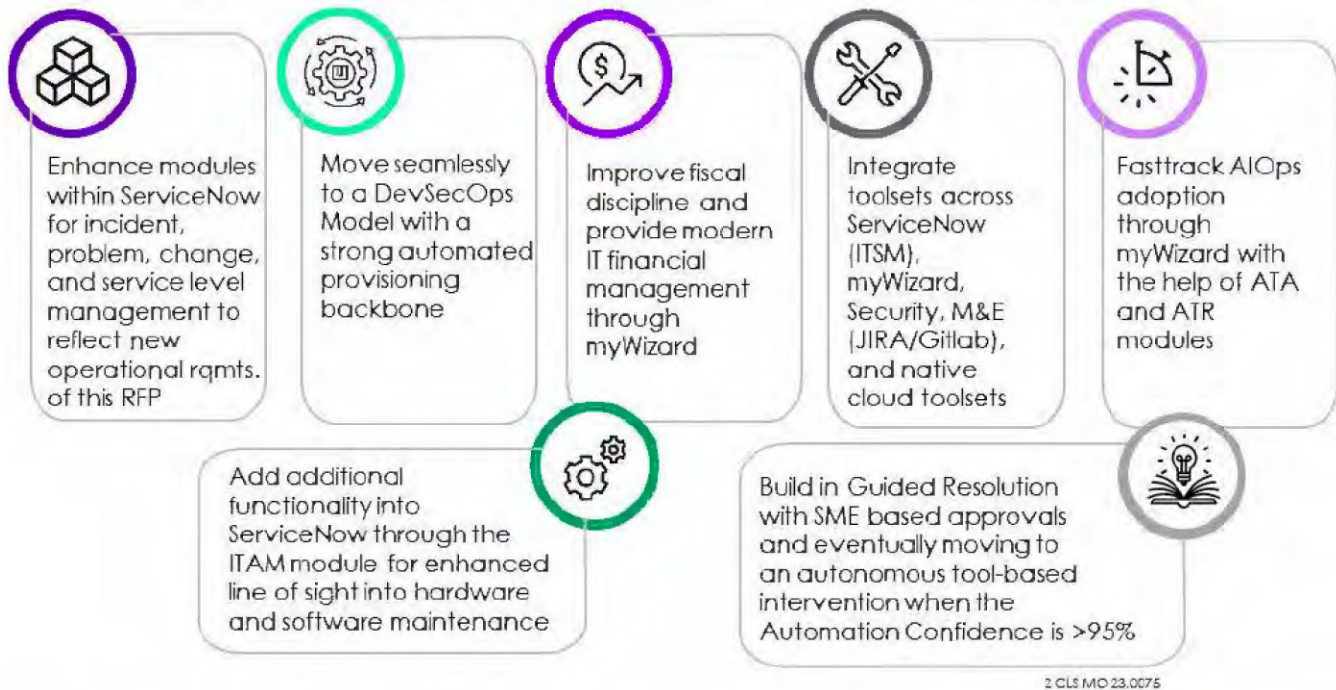 Enhance modules
within ServiceNow
for incident,
problem, change,
and service level
management to
reflect new
operational rqmts.
of this RFP
Move seamlessly
to a DevSecOps
Model with a
strong automated
provisioning
backbone
Improve fiscal
discipline and
provide modern
IT financial
management
through
myWizard
Integrate
toolsets across
ServiceNow
(ITSM),
myWizard,
Security, M&E
(JIRA/Gitlab),
and native
cloud toolsets
Fasttrack AIOps
adoption
through
myWizard with
the help of ATA
and ATR
modules
Add additional
functionality into
ServiceNow through the
ITAM module for enhanced
line of sight into hardware
and software maintenance
Build in Guided Resolution
with SME based approvals
and eventually moving to
an autonomous tool-based
intervention when the
Automation Confidence is >95%
2 CLS MO 23.0075